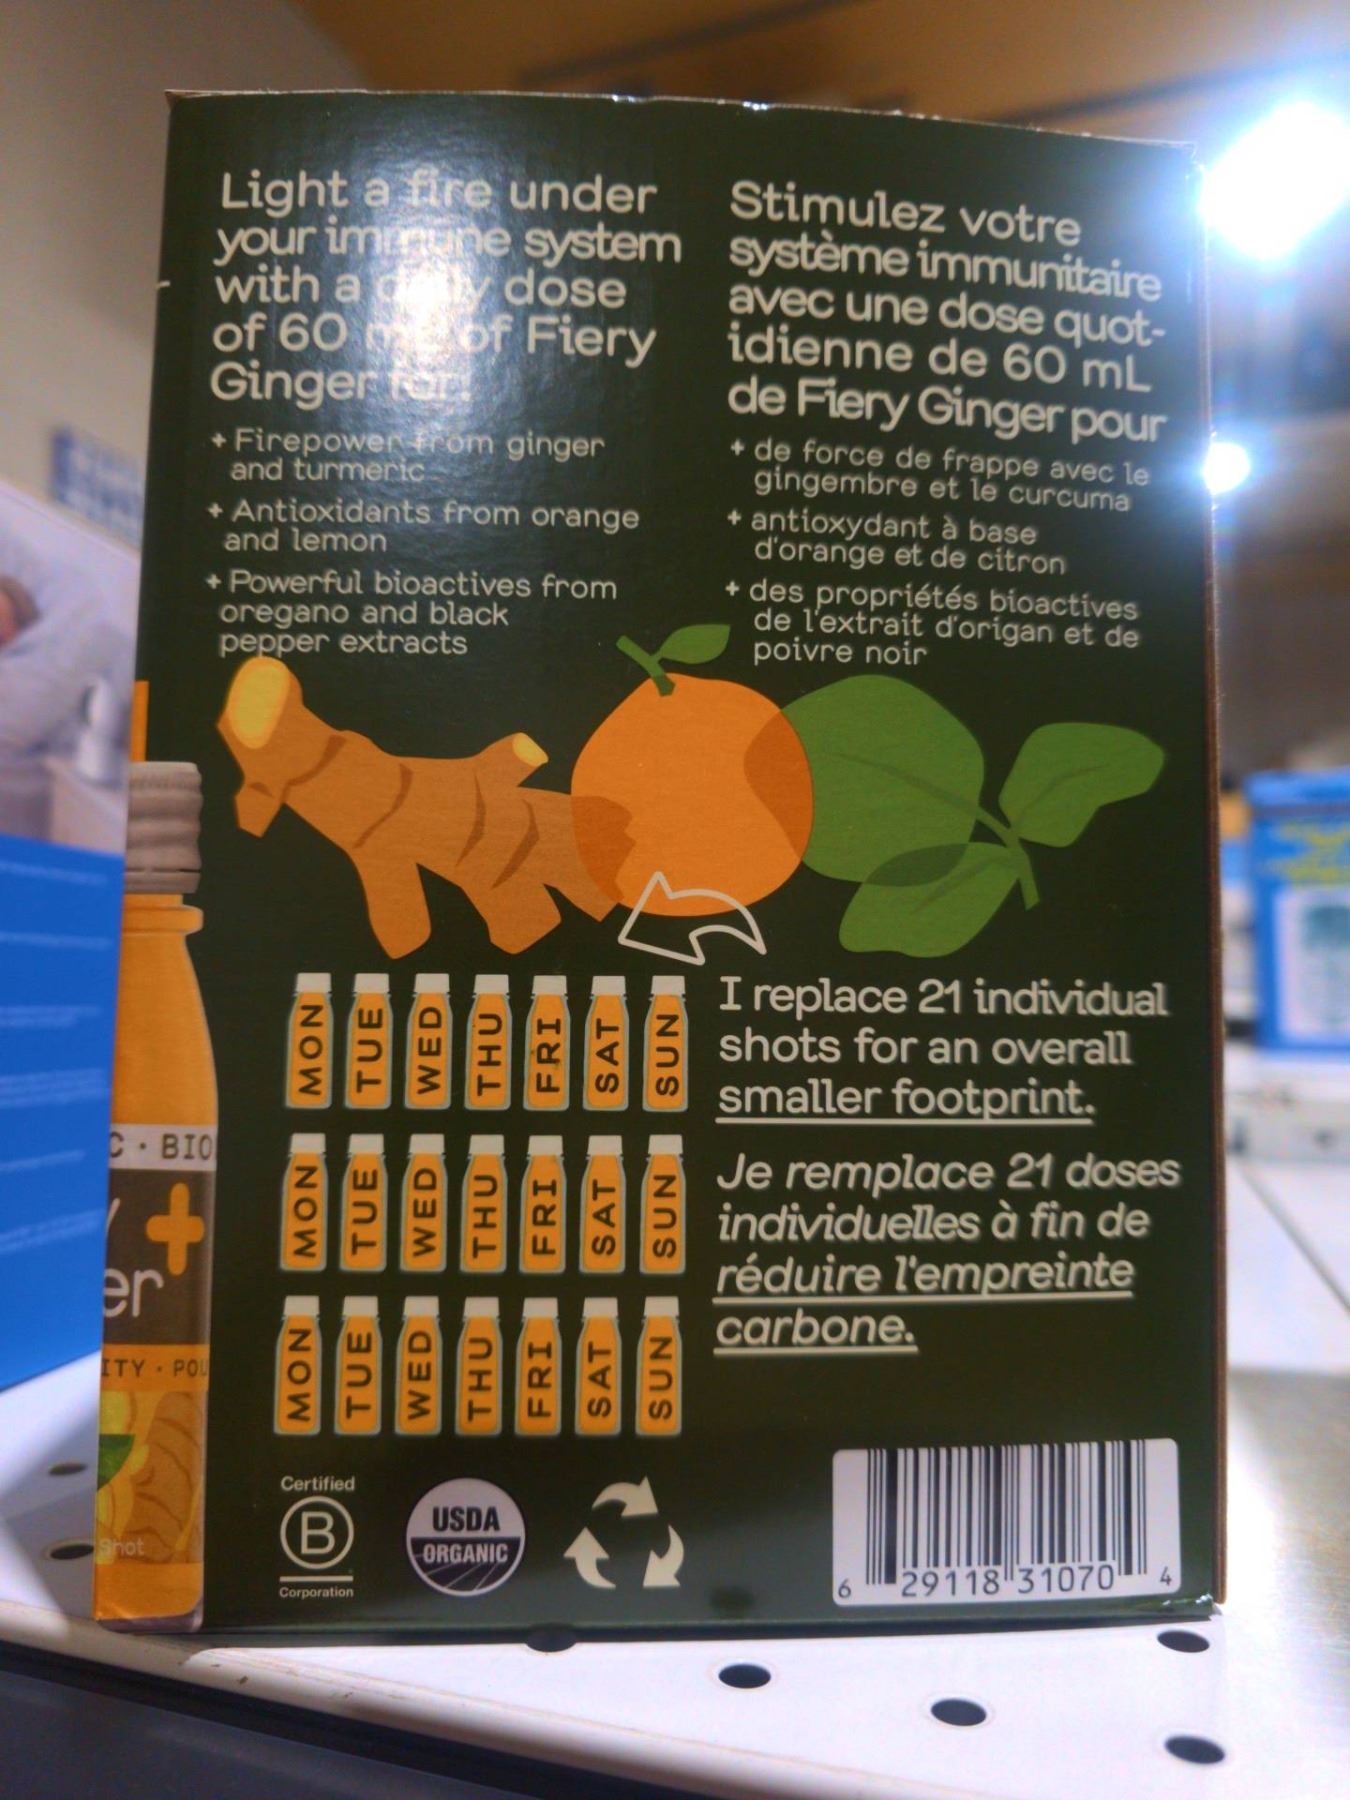 Light a fire under
your immune system
with a daily dose
of 60 mL of Fiery
Ginger for:
+ Firepower from ginger
and turmeric
+ Antioxidants from orange
and lemon
+ Powerful bioactives from
oregano and black
pepper extracts
Stimulez votre
système immunitaire
avec une dose quot-
idienne de 60 mL
de Fiery Ginger pour
+ de force de frappe avec le
gingembre et le curcuma
+ antioxydant à base
d'orange et de citron
+ des propriétés bioactives
de l'extrait d'origan et de
poivre noir
MON TUE WED THU FRI SAT SUN
MON TUE WED THU FRI SAT SUN
MON TUE WED THU FRI SAT SUN
I replace 21 individual
shots for an overall
smaller footprint.
Je remplace 21 doses
individuelles à fin de
réduire l'empreinte
carbone.
C · BIO
+
er
ITY · POU
Shot
Certified
B
Corporation
USDA
ORGANIC
6 29118 31070 4